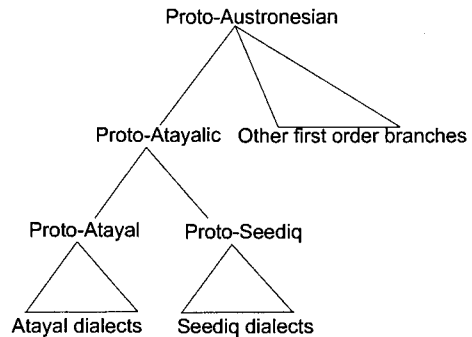 Proto-Austronesian
Proto-Atayalic
Other first order branches
Proto-Atayal
Proto-Seediq
Atayal dialects
Seediq dialects